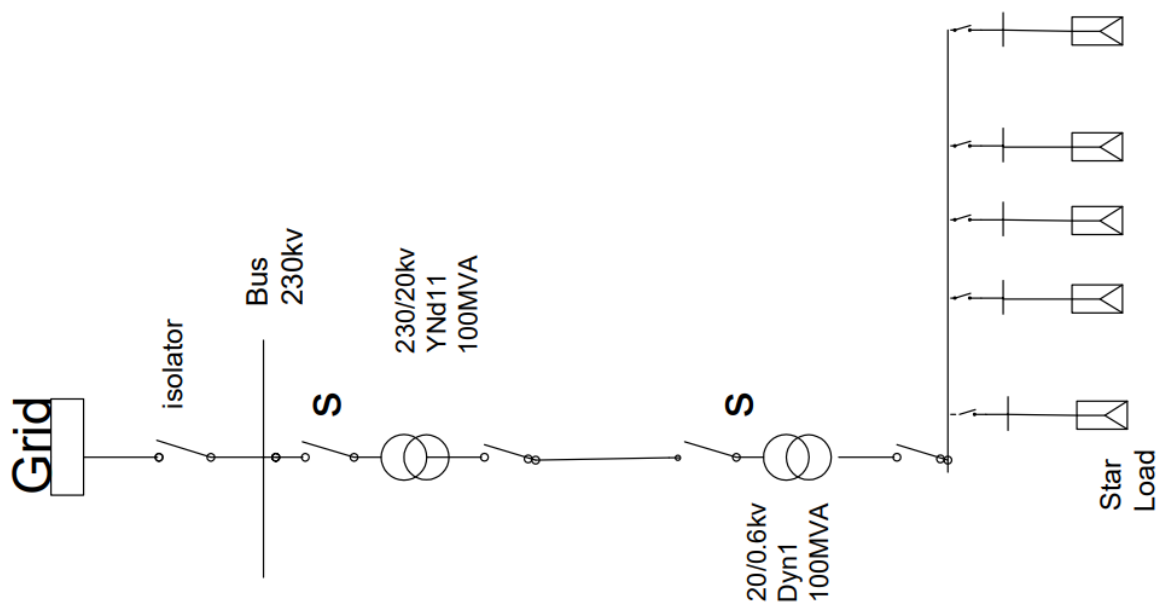 Grid
isolator
Bus
230kv
S
230/20kv
YNd11
100MVA
S
20/0.6kv
Dyn1
100MVA
Star
Load